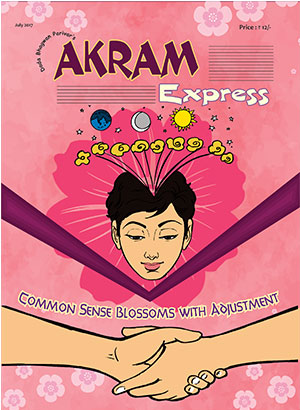 July 2017
Price : ₹ 12/-
Dada Bhagwan Parivar's
AKRAM
Express
COMMON SENSE BLOSSOMS WITH ADJUSTMENT